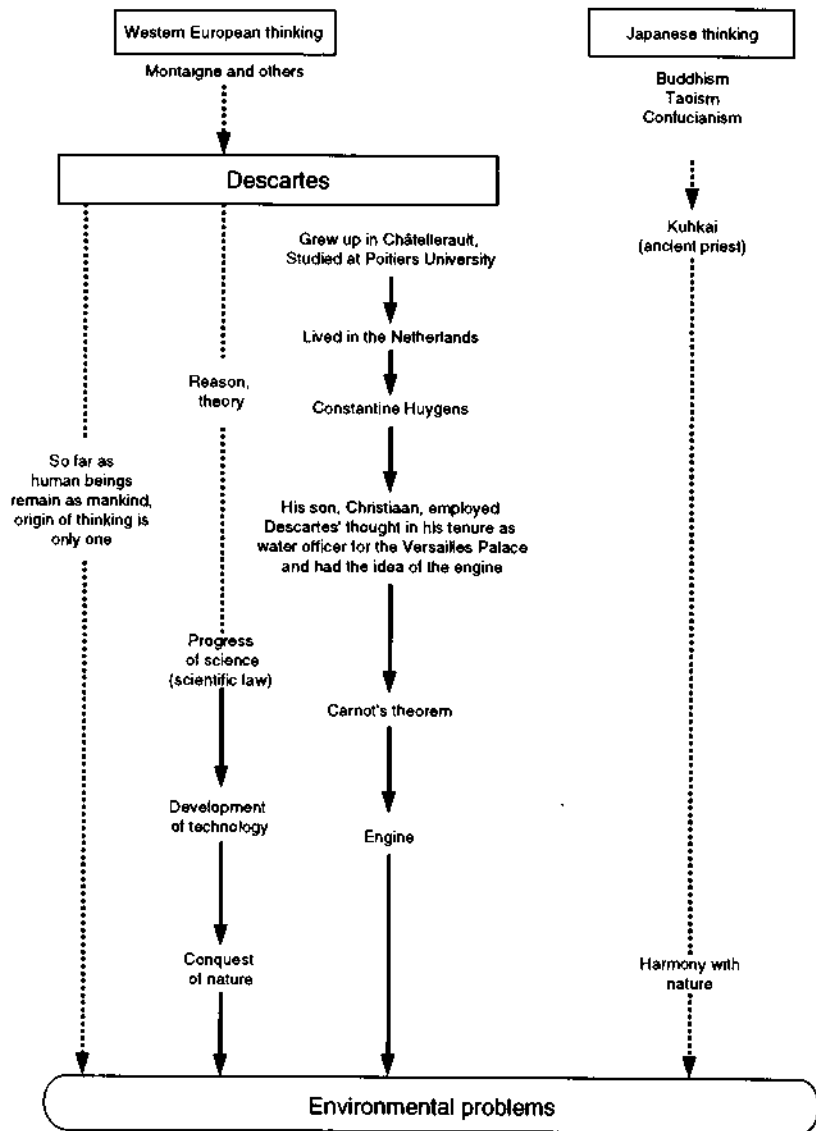 Western European thinking
Montaigne and others
Descartes
So far as
human beings
remain as mankind,
origin of thinking is
only one
Reason,
theory
Progress
of science
(scientific law)
Development
of technology
Conquest
of nature
Grew up in Châtellerault,
Studied at Poitiers University
Lived in the Netherlands
Constantine Huygens
His son, Christiaan, employed
Descartes' thought in his tenure as
water officer for the Versailles Palace
and had the idea of the engine
Carnot's theorem
Engine
Japanese thinking
Buddhism
Taoism
Confucianism
Kuhkai
(ancient priest)
Harmony with
nature
Environmental problems